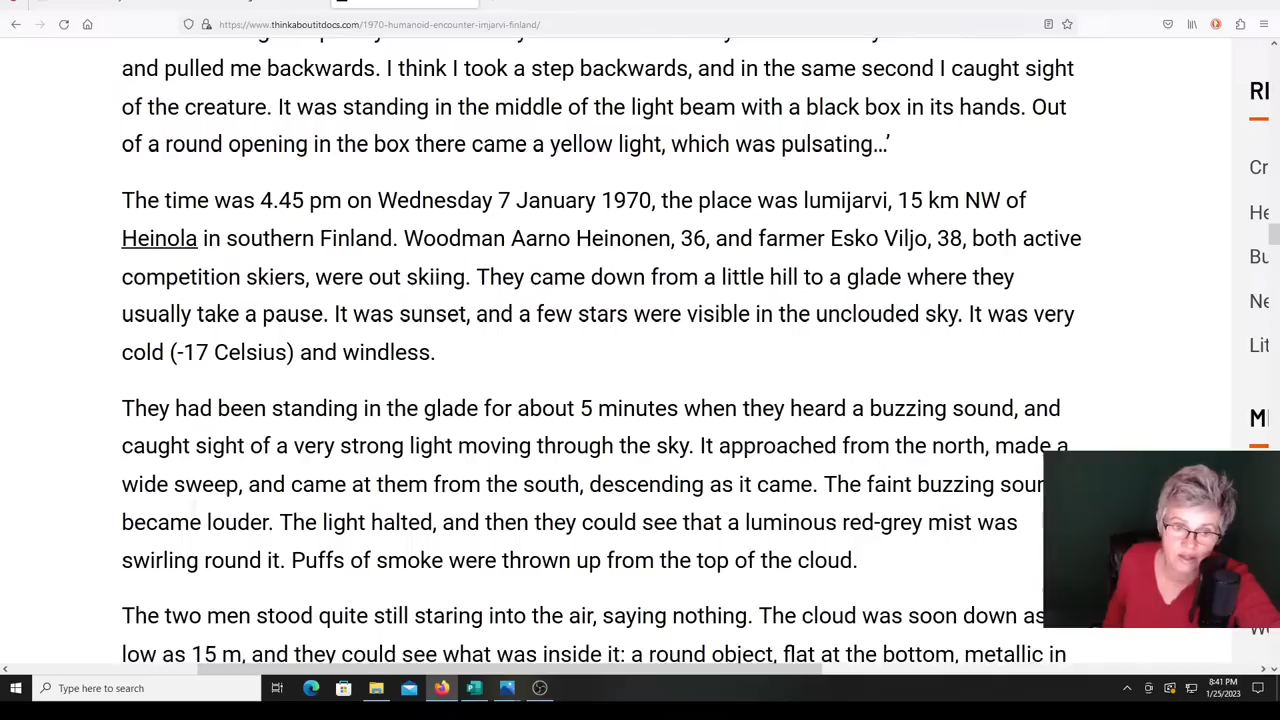 https://www.thinkaboutitdocs.com/1970-humanoid-encounter-imjarvi-finland/
and pulled me backwards. I think I took a step backwards, and in the same second I caught sight
of the creature. It was standing in the middle of the light beam with a black box in its hands. Out
of a round opening in the box there came a yellow light, which was pulsating…’
The time was 4.45 pm on Wednesday 7 January 1970, the place was lumijarvi, 15 km NW of
Heinola in southern Finland. Woodman Aarno Heinonen, 36, and farmer Esko Viljo, 38, both active
competition skiers, were out skiing. They came down from a little hill to a glade where they
usually take a pause. It was sunset, and a few stars were visible in the unclouded sky. It was very
cold (-17 Celsius) and windless.
They had been standing in the glade for about 5 minutes when they heard a buzzing sound, and
caught sight of a very strong light moving through the sky. It approached from the north, made a
wide sweep, and came at them from the south, descending as it came. The faint buzzing soun
became louder. The light halted, and then they could see that a luminous red-grey mist was
swirling round it. Puffs of smoke were thrown up from the top of the cloud.
The two men stood quite still staring into the air, saying nothing. The cloud was soon down as
low as 15 m, and they could see what was inside it: a round object, flat at the bottom, metallic in
RI
Cr
He
Bu
Ne
Lit
M
Type here to search
8:41 PM
1/25/2023